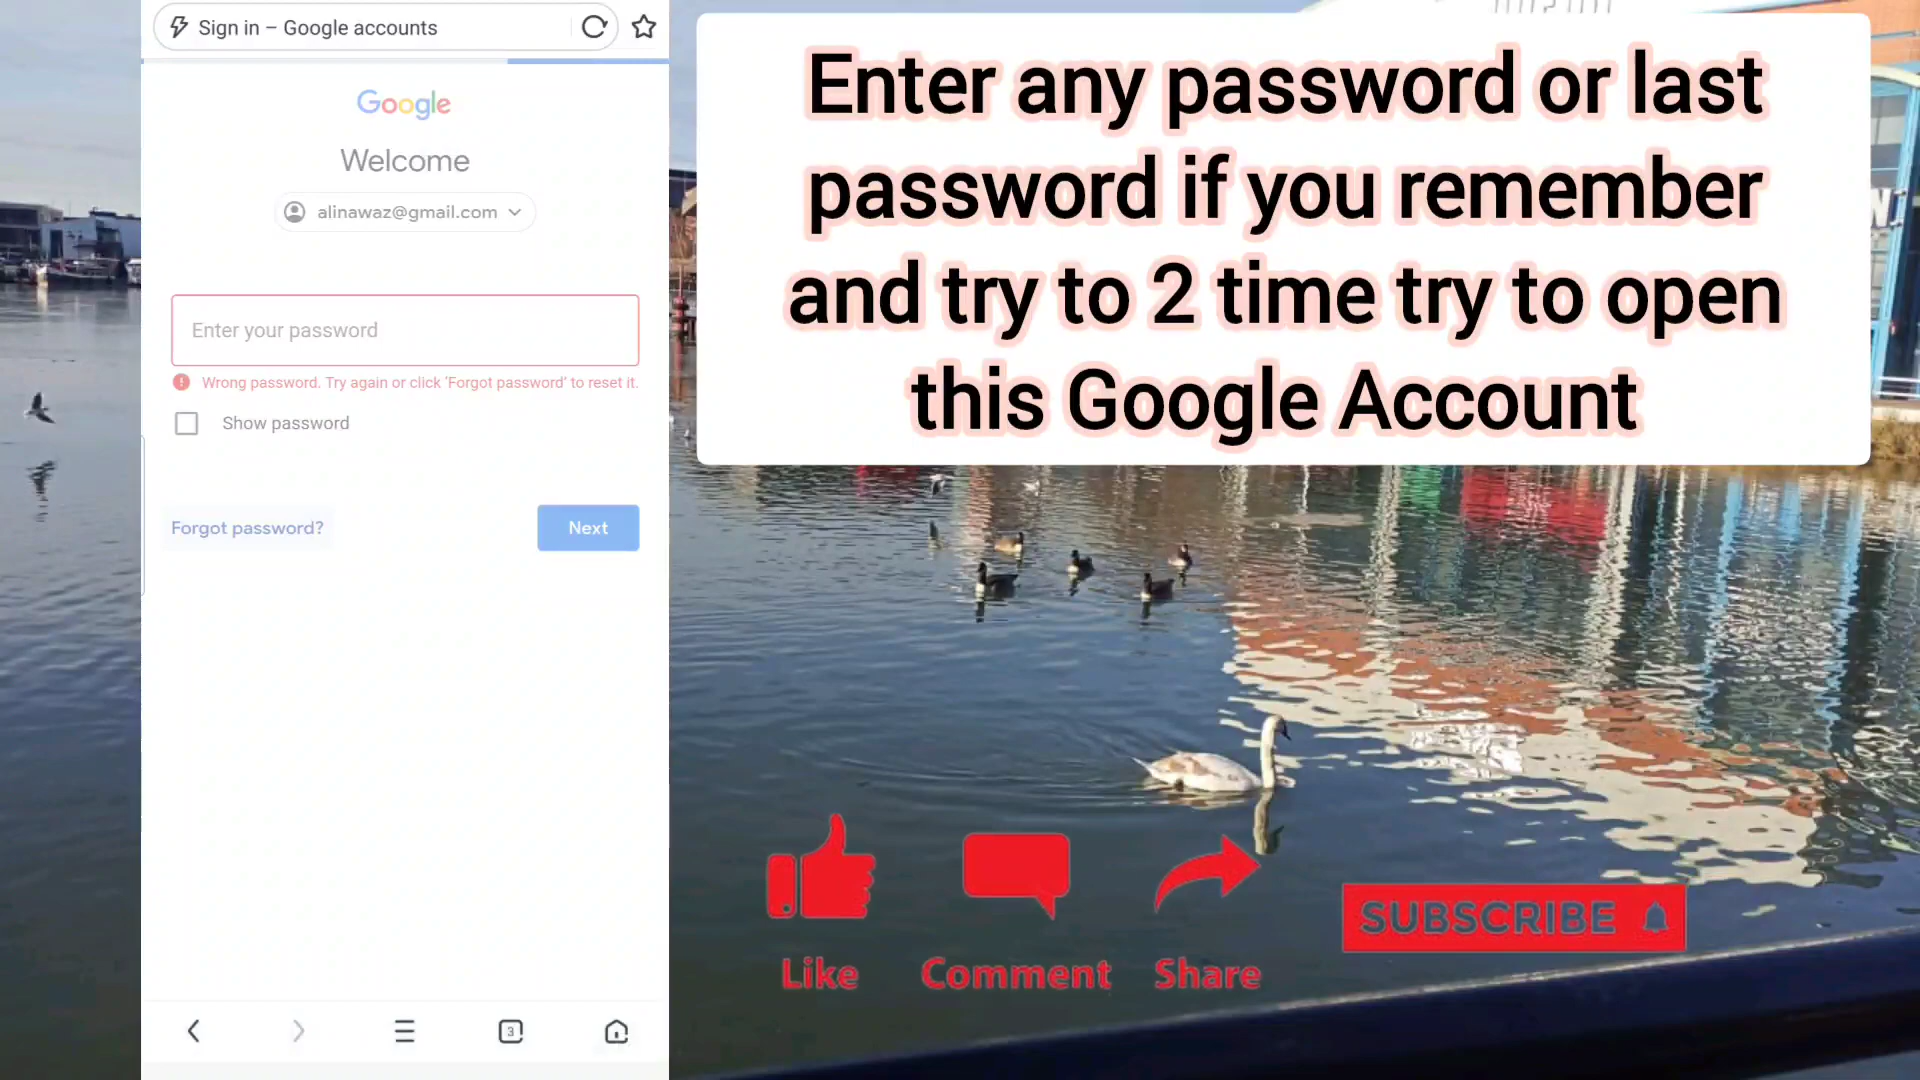 Sign in – Google accounts
Google
Welcome
alinawaz@gmail.com
Enter your password
Wrong password. Try again or click 'Forgot password' to reset it.
Show password
Forgot password?
Next
3
Enter any password or last
password if you remember
and try to 2 time try to open
this Google Account
Like
Comment
Share
SUBSCRIBE